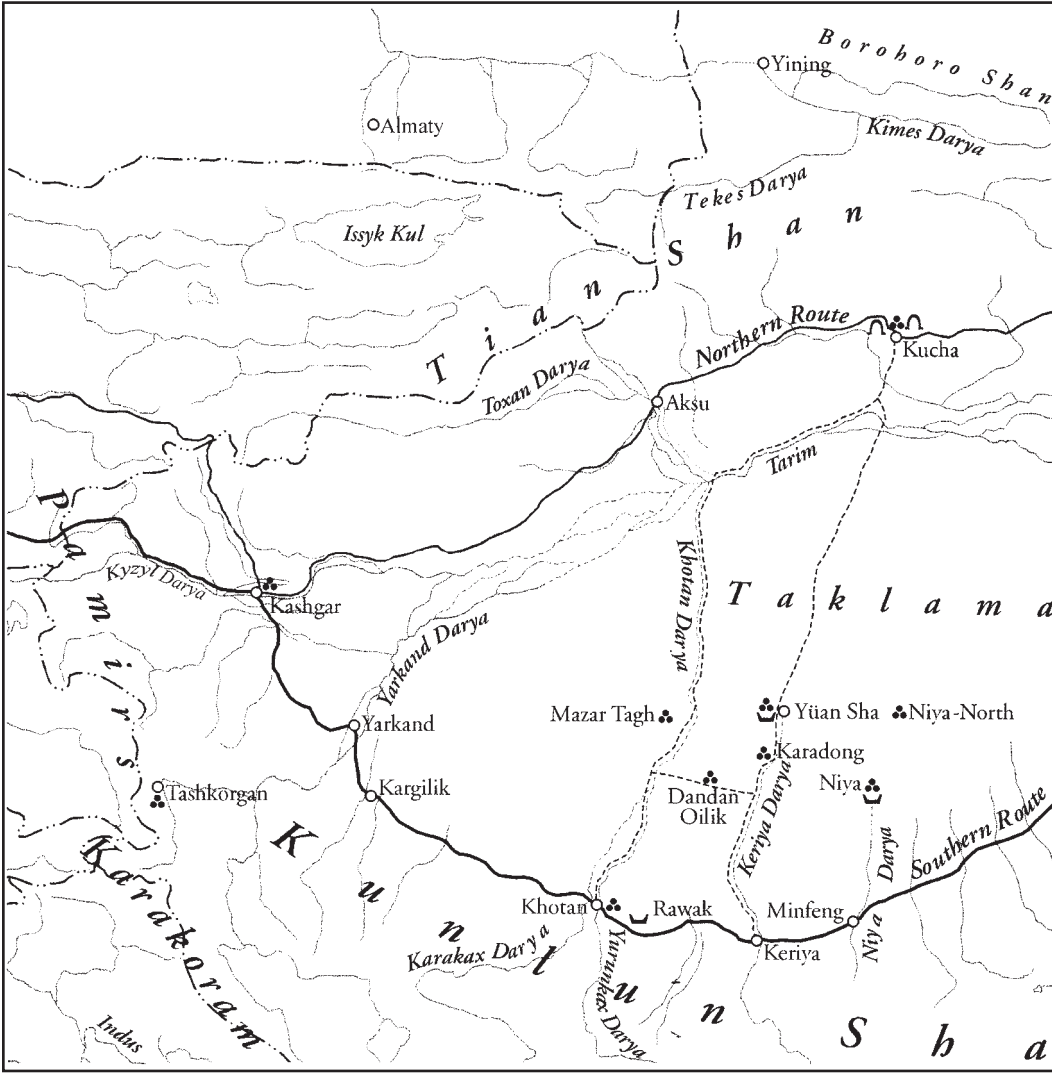 Borohoro Shan
Yining
Almaty
Kimes Darya
Tekes Darya
Issyk Kul
Tian Shan
Northern Route
Kucha
Toxan Darya
Aksu
Tarim
Pamirs
Khotan Darya
Kyzyl Darya
Kashgar
Taklama
Yarkand Darya
Mazar Tagh
Yüan Sha
Niya-North
Yarkand
Karadong
Tashkorgan
Kargilik
Dandan
Oilik
Niya
Keriya Darya
Southern Route
Karakoram
Khotan
Rawak
Minfeng
Niya Darya
Keriya
Karakax Darya
Yurunkax Darya
Kunlun Sha
Indus